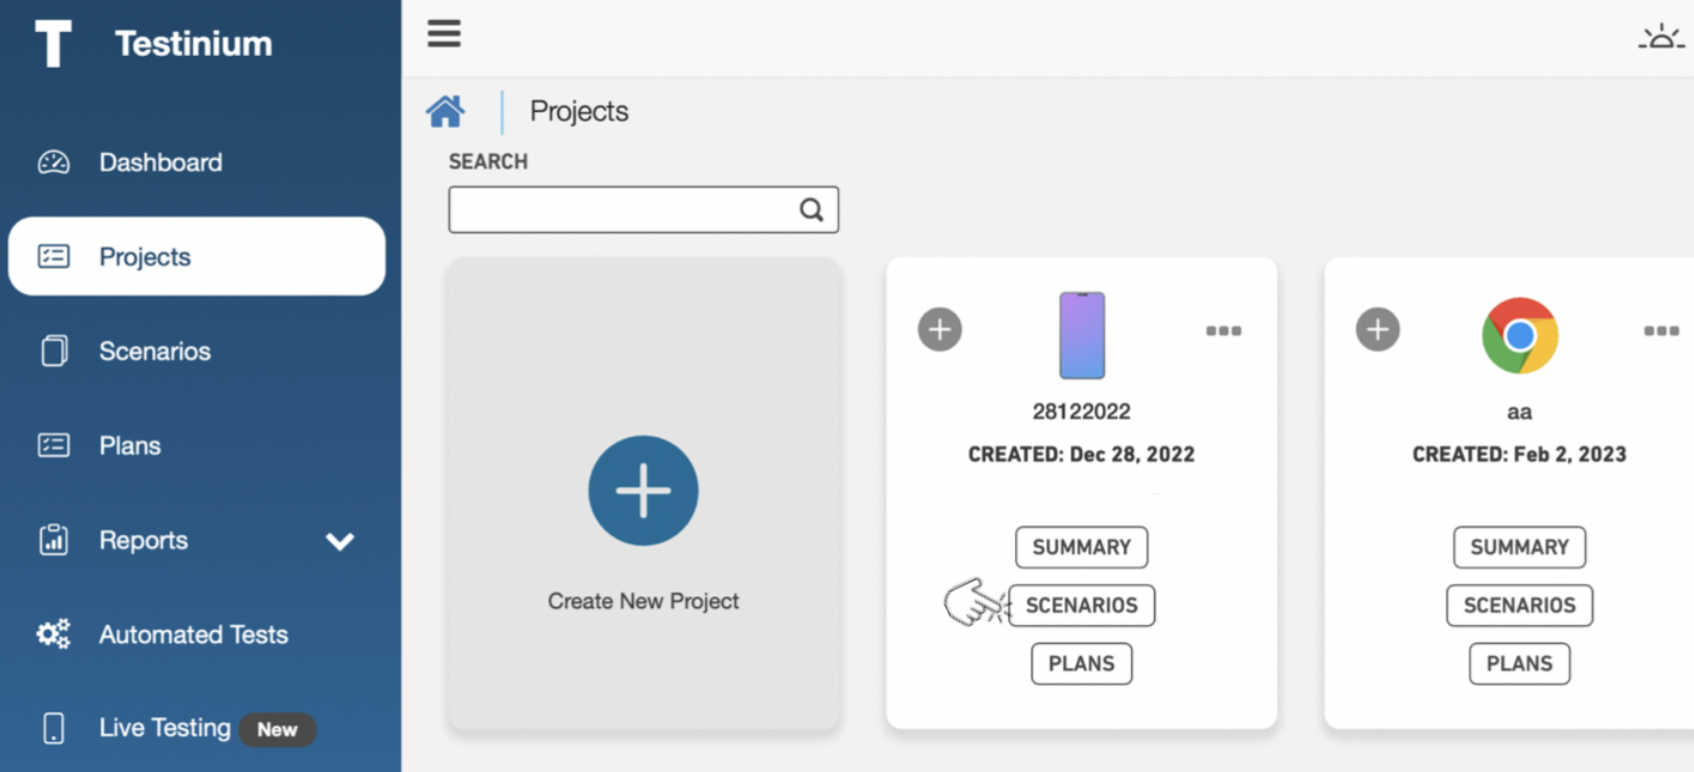 T Testinium
Dashboard
Projects
Scenarios
Plans
Reports
Automated Tests
Live Testing New
Projects
SEARCH
Create New Project
28122022
CREATED: Dec 28, 2022
SUMMARY
SCENARIOS
PLANS
aa
CREATED: Feb 2, 2023
SUMMARY
SCENARIOS
PLANS